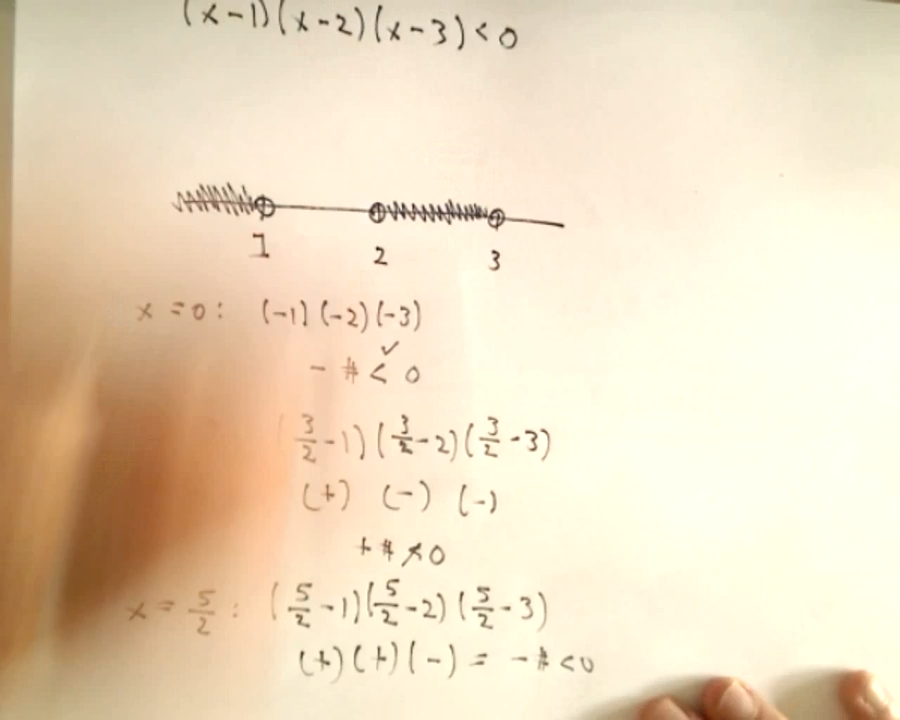 (x-1)(x-2)(x-3)<0
1 2 3
x=0: (-1)(-2)(-3)
✓
- # < 0
(3/2-1)(3/2-2)(3/2-3)
(+) (-) (-)
+ # ≮ 0
x = 5/2 : (5/2-1)(5/2-2)(5/2-3)
(+)(+)(-) = - # < 0